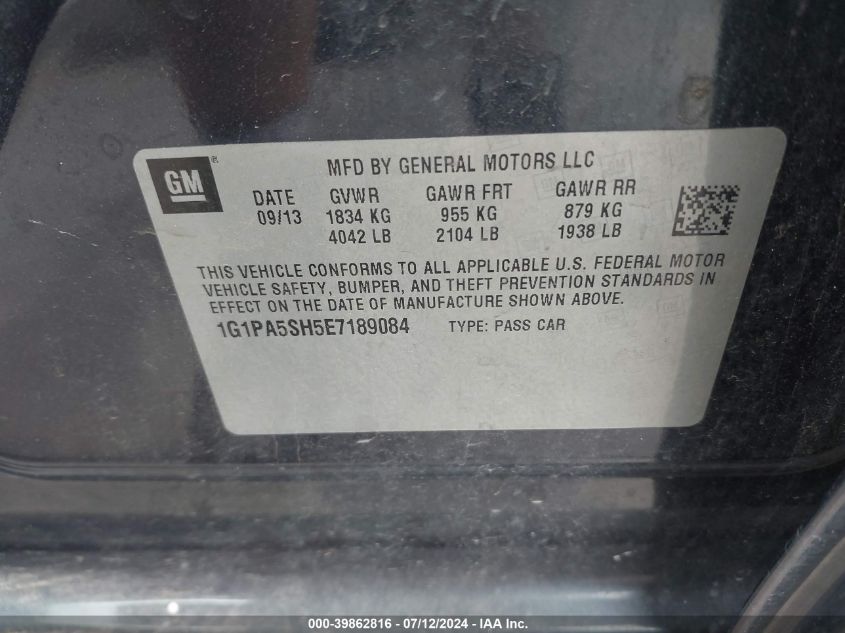 GM®
MFD BY GENERAL MOTORS LLC
DATE GVWR GAWR FRT GAWR RR
09/13 1834 KG 955 KG 879 KG
4042 LB 2104 LB 1938 LB
THIS VEHICLE CONFORMS TO ALL APPLICABLE U.S. FEDERAL MOTOR
VEHICLE SAFETY, BUMPER, AND THEFT PREVENTION STANDARDS IN
EFFECT ON THE DATE OF MANUFACTURE SHOWN ABOVE.
1G1PA5SH5E7189084 TYPE: PASS CAR
000-39862816 - 07/12/2024 - IAA Inc.